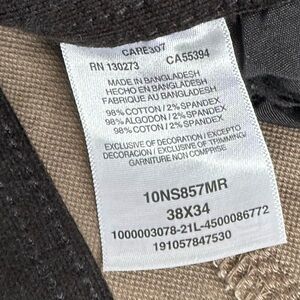 CARE307
RN 130273 CA55394
MADE IN BANGLADESH
HECHO EN BANGLADESH
FABRIQUE AU BANGLADESH
98% COTTON / 2% SPANDEX
98% ALGODON / 2% SPANDEX
98% COTON / 2% SPANDEX
EXCLUSIVE OF DECORATION / EXCEPTO
DECORACION / EXCLUSIVE OF TRIMMING/
GARNITURE NON COMPRISE
10NS857MR
38X34
1000003078-21L-4500086772
191057847530